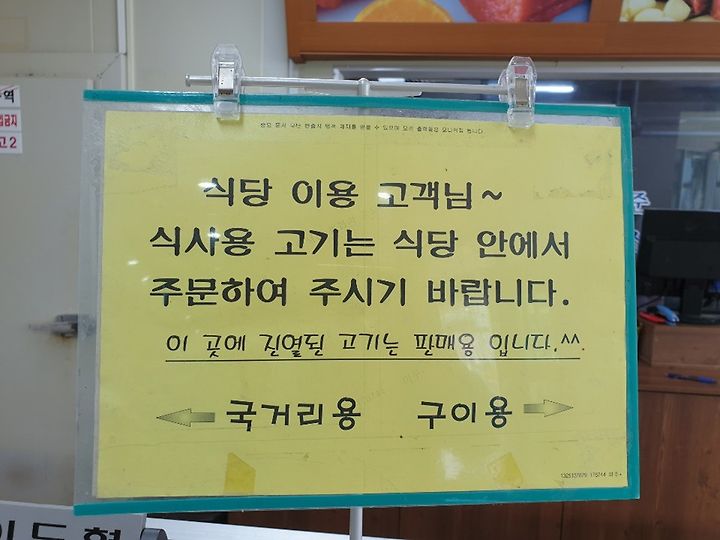 식당 이용 고객님~
식사용 고기는 식당 안에서
주문하여 주시기 바랍니다.
이 곳에 진열된 고기는 판매용 입니다.^^.
← 국거리용 구이용 →